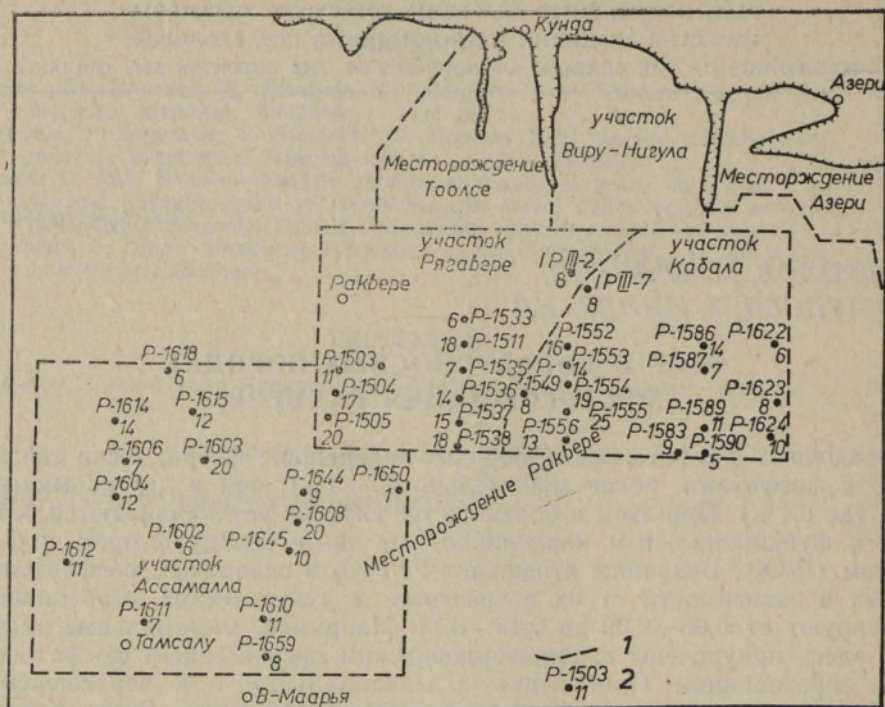 Кунда
Азери
участок
Виру-Нигула
Месторождение
Тоолсе
Месторждение
Азери
участок
Рягавере
участок
Кабала
Раквере
IPIII-2
6
IPIII-7
8
6 Р-1533
18 Р-1511
Р-1552
16
Р-1553
Р-1586
14
Р-1622
6
Р-1618
6
Р-1503
11
7 Р-1535
Р-
1549
8
14
Р-1587
7
Р-1504
17
14 Р-1536
Р-1554
19
Р-1623
8
Р-1614
14
Р-1615
12
Р-1505
20
15 Р-1537
Р-1555
25
Р-1589
11
18 Р-1538
Р-1556
13
Р-1583
9
Р-1590
5
Р-1624
10
Р-1606
7
Р-1603
20
Р-1604
12
Р-1644
9
Р-1650
1
Месторождение Раквере
Р-1608
20
Р-1602
6
Р-1645
10
Р-1612
11
участок
Ассамалла
Р-1611
7
Р-1610
11
Тамсалу
Р-1659
8
В-Маарья
1
Р-1503
11
2